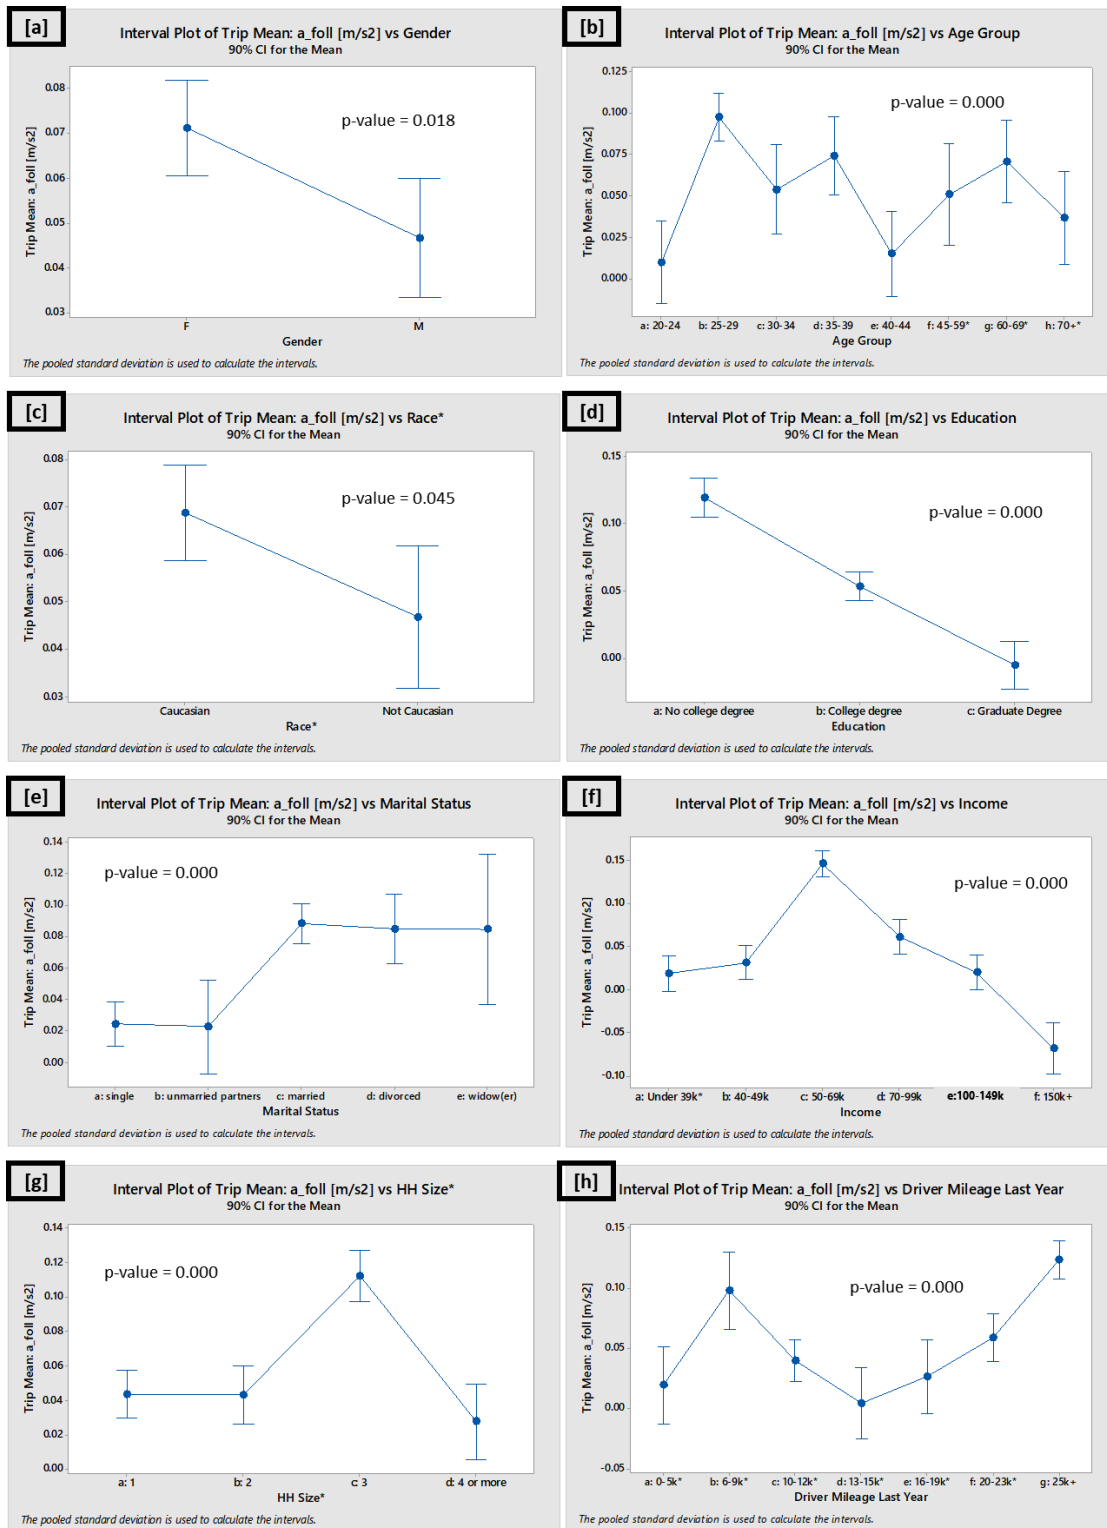 [a]
Interval Plot of Trip Mean: a_foll [m/s2] vs Gender
90% CI for the Mean
p-value = 0.018
Trip Mean: a_foll [m/s2]
0.08
0.07
0.06
0.05
0.04
0.03
F M
Gender
The pooled standard deviation is used to calculate the intervals.
[b]
Interval Plot of Trip Mean: a_foll [m/s2] vs Age Group
90% CI for the Mean
p-value = 0.000
Trip Mean: a_foll [m/s2]
0.125
0.100
0.075
0.050
0.025
0.000
a: 20-24 b: 25-29 c: 30-34 d: 35-39 e: 40-44 f: 45-59* g: 60-69* h: 70+*
Age Group
The pooled standard deviation is used to calculate the intervals.
[c]
Interval Plot of Trip Mean: a_foll [m/s2] vs Race*
90% CI for the Mean
p-value = 0.045
Trip Mean: a_foll [m/s2]
0.08
0.07
0.06
0.05
0.04
0.03
Caucasian Not Caucasian
Race*
The pooled standard deviation is used to calculate the intervals.
[d]
Interval Plot of Trip Mean: a_foll [m/s2] vs Education
90% CI for the Mean
p-value = 0.000
Trip Mean: a_foll [m/s2]
0.15
0.10
0.05
0.00
a: No college degree b: College degree c: Graduate Degree
Education
The pooled standard deviation is used to calculate the intervals.
[e]
Interval Plot of Trip Mean: a_foll [m/s2] vs Marital Status
90% CI for the Mean
p-value = 0.000
Trip Mean: a_foll [m/s2]
0.14
0.12
0.10
0.08
0.06
0.04
0.02
0.00
a: single b: unmarried partners c: married d: divorced e: widow(er)
Marital Status
The pooled standard deviation is used to calculate the intervals.
[f]
Interval Plot of Trip Mean: a_foll [m/s2] vs Income
90% CI for the Mean
p-value = 0.000
Trip Mean: a_foll [m/s2]
0.15
0.10
0.05
0.00
-0.05
-0.10
a: Under 39k* b: 40-49k c: 50-69k d: 70-99k e:100-149k f: 150k+
Income
The pooled standard deviation is used to calculate the intervals.
[g]
Interval Plot of Trip Mean: a_foll [m/s2] vs HH Size*
90% CI for the Mean
p-value = 0.000
Trip Mean: a_foll [m/s2]
0.14
0.12
0.10
0.08
0.06
0.04
0.02
0.00
a: 1 b: 2 c: 3 d: 4 or more
HH Size*
The pooled standard deviation is used to calculate the intervals.
[h]
Interval Plot of Trip Mean: a_foll [m/s2] vs Driver Mileage Last Year
90% CI for the Mean
p-value = 0.000
Trip Mean: a_foll [m/s2]
0.15
0.10
0.05
0.00
-0.05
a: 0-5k* b: 6-9k* c: 10-12k* d: 13-15k* e: 16-19k* f: 20-23k* g: 25k+
Driver Mileage Last Year
The pooled standard deviation is used to calculate the intervals.